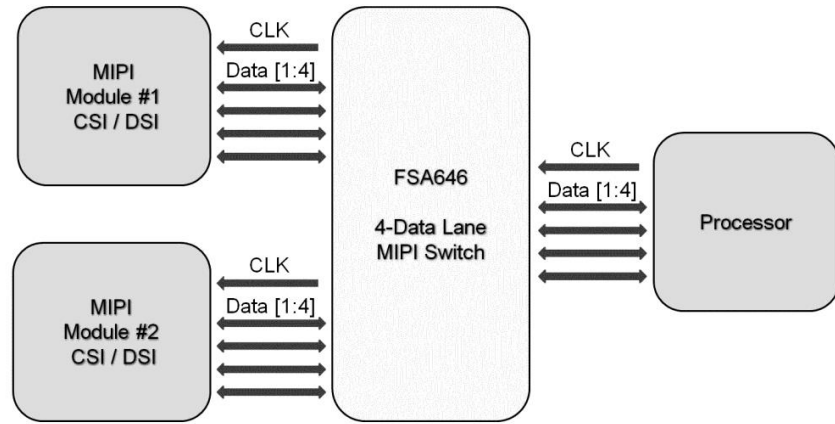 MIPI
Module #1
CSI / DSI
CLK
Data [1:4]
MIPI
Module #2
CSI / DSI
CLK
Data [1:4]
FSA646
4-Data Lane
MIPI Switch
CLK
Data [1:4]
Processor